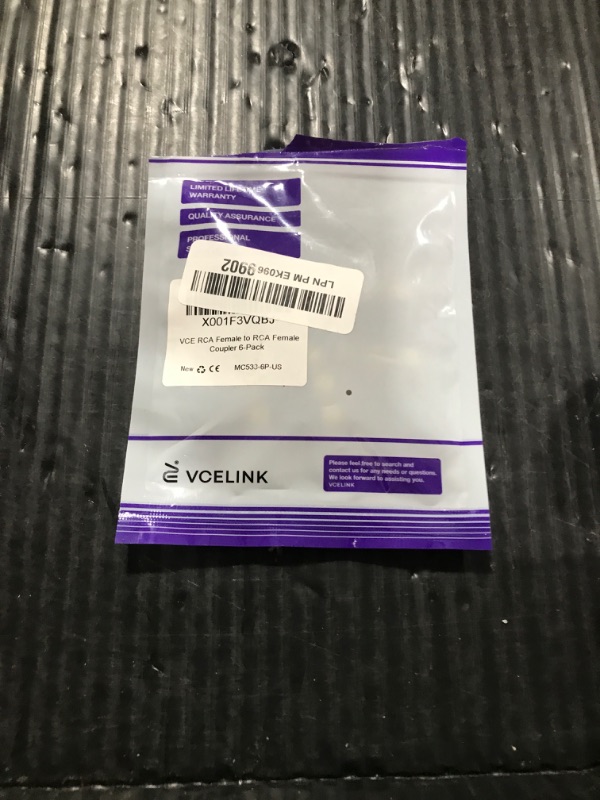 LIMITED LIFETIME
WARRANTY
QUALITY ASSURANCE
PROFESSIONAL
LPN PM EK096 9902
X001F3VQBJ
VCE RCA Female to RCA Female
Coupler 6-Pack
New CE MC533-6P-US
VCELINK
Please feel free to search and
contact us for any needs or questions.
We look forward to assisting you.
VCELINK